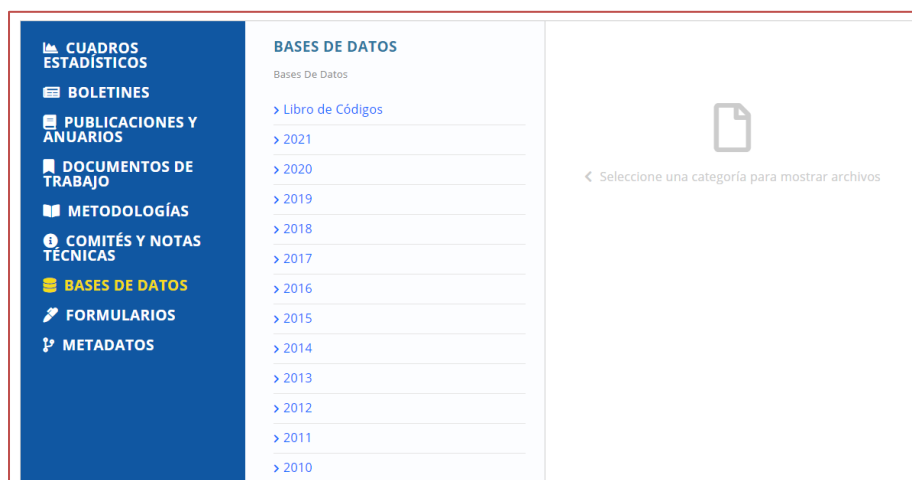 CUADROS
ESTADÍSTICOS
BOLETINES
PUBLICACIONES Y
ANUARIOS
DOCUMENTOS DE
TRABAJO
METODOLOGÍAS
COMITÉS Y NOTAS
TÉCNICAS
BASES DE DATOS
FORMULARIOS
METADATOS
BASES DE DATOS
Bases De Datos
Libro de Códigos
2021
2020
2019
2018
2017
2016
2015
2014
2013
2012
2011
2010
Seleccione una categoría para mostrar archivos